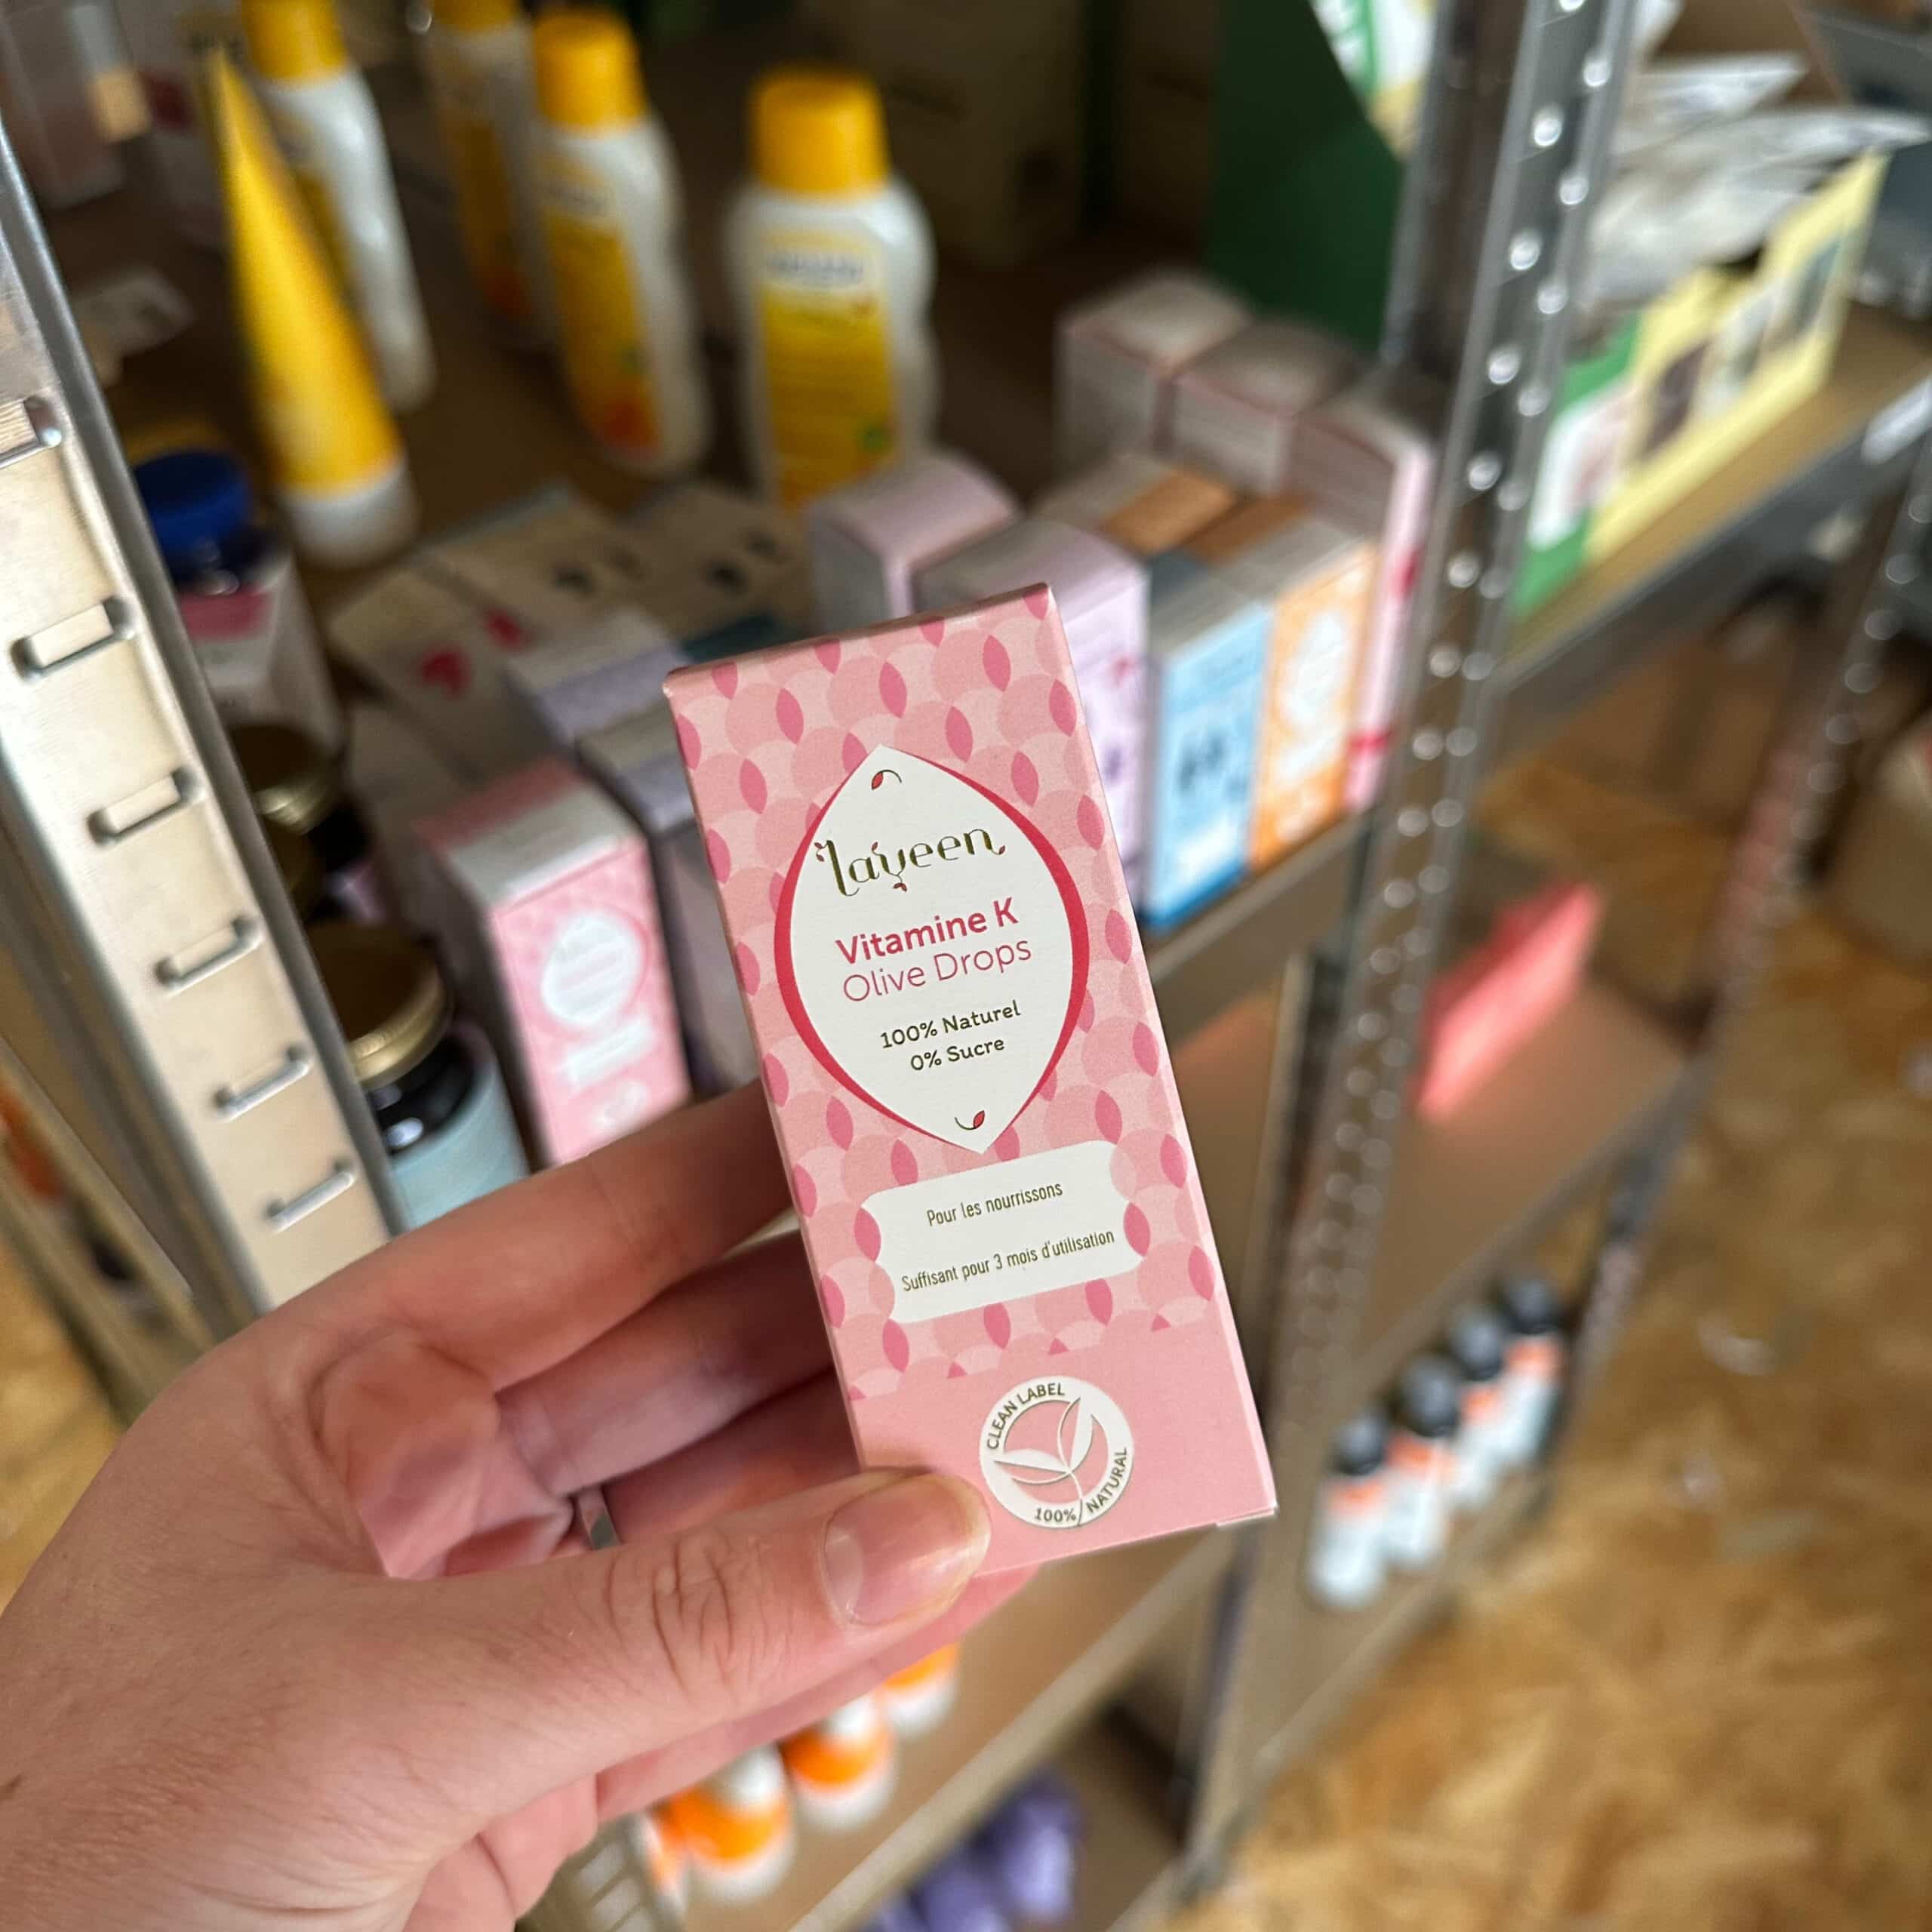 layeen
Vitamine K
Olive Drops
100% Naturel
0% Sucre
Pour les nourrissons
Suffisant pour 3 mois d'utilisation
CLEAN LABEL
100% NATURAL